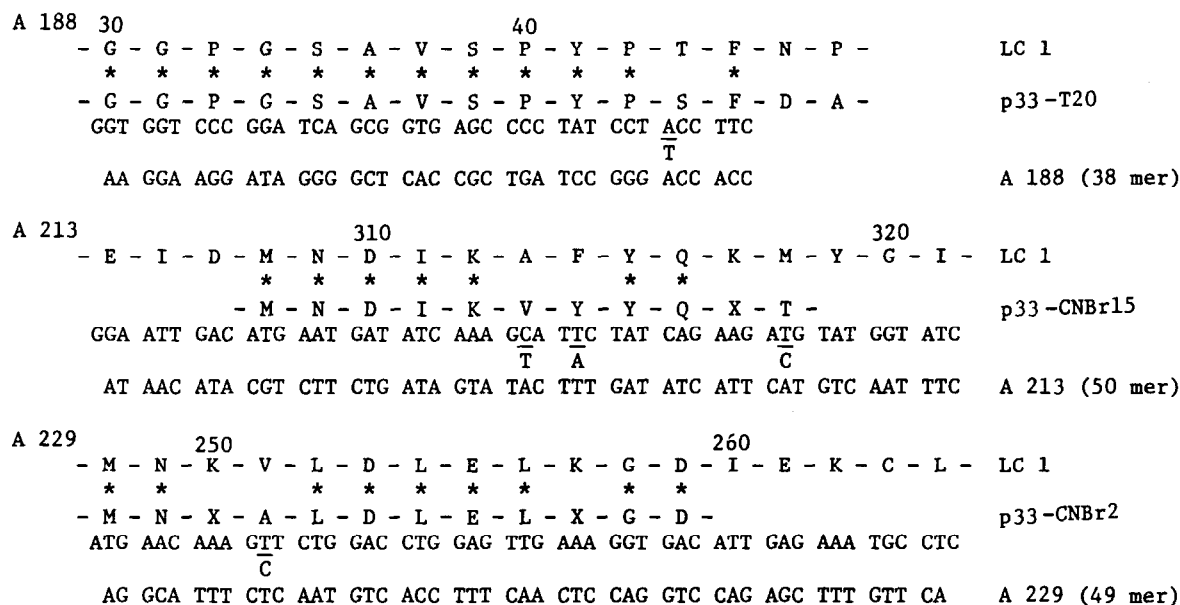 A 188 30 40
- G - G - P - G - S - A - V - S - P - Y - P - T - F - N - P - LC 1
* * * * * * * * * * * *
- G - G - P - G - S - A - V - S - P - Y - P - S - F - D - A - p33-T20
GGT GGT CCC GGA TCA GCG GTG AGC CCC TAT CCT ACC TTC
T
AA GGA AGG ATA GGG GCT CAC CGC TGA TCC GGG ACC ACC A 188 (38 mer)
A 213 310 320
- E - I - D - M - N - D - I - K - A - F - Y - Q - K - M - Y - G - I - LC 1
* * * * * * *
- M - N - D - I - K - V - Y - Y - Q - X - T - p33-CNBr15
GGA ATT GAC ATG AAT GAT ATC AAA GCA TTC TAT CAG AAG ATG TAT GGT ATC
T A C
AT AAC ATA CGT CTT CTG ATA GTA TAC TTT GAT ATC ATT CAT GTC AAT TTC A 213 (50 mer)
A 229 250 260
- M - N - K - V - L - D - L - E - L - K - G - D - I - E - K - C - L - LC 1
* * * * * * * * *
- M - N - X - A - L - D - L - E - L - X - G - D - p33-CNBr2
ATG AAC AAA GTT CTG GAC CTG GAG TTG AAA GGT GAC ATT GAG AAA TGC CTC
C
AG GCA TTT CTC AAT GTC ACC TTT CAA CTC CAG GTC CAG AGC TTT GTT CA A 229 (49 mer)